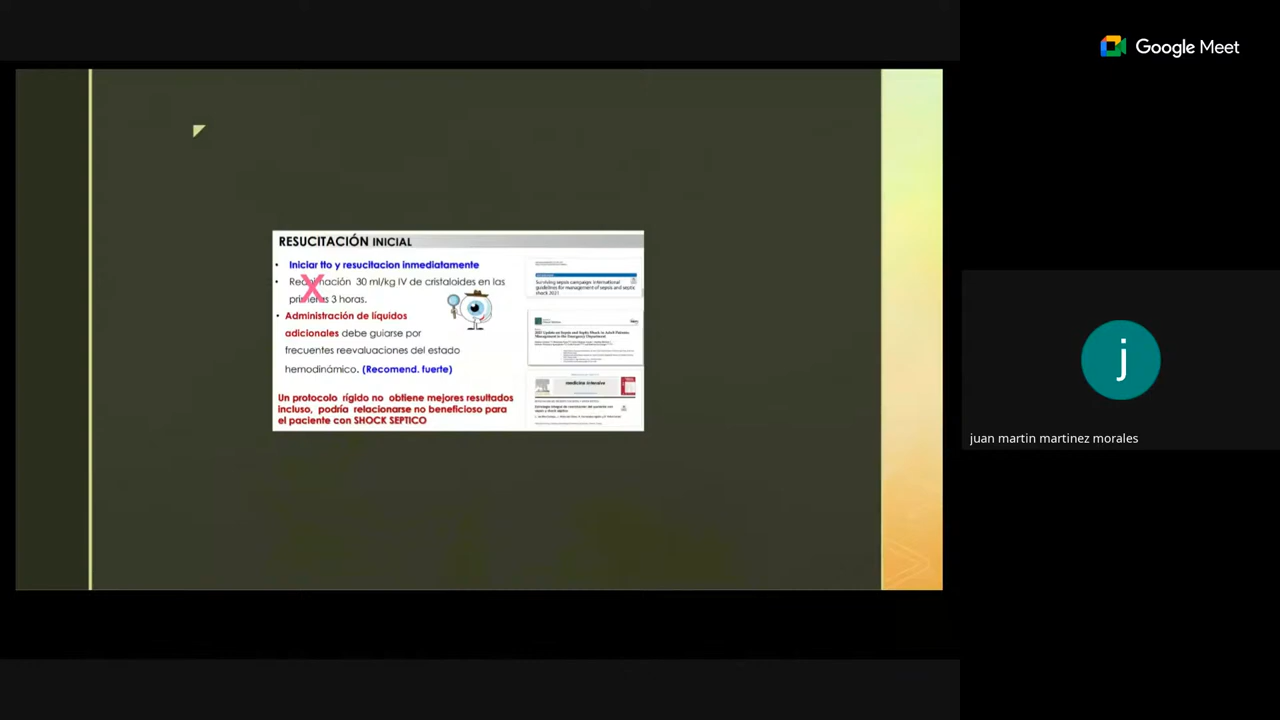 Google Meet
RESUCITACIÓN INICIAL
• Iniciar tto y resucitacion inmediatamente
• X 30 ml/kg IV de cristaloides en las
primeras 3 horas.
• Administración de líquidos
adicionales debe guiarse por
frecuentes reevaluaciones del estado
hemodinámico. (Recomend. fuerte)
Un protocolo rígido no obtiene mejores resultados
incluso, podría relacionarse no beneficioso para
el paciente con SHOCK SEPTICO
Surviving sepsis campaign: international
guidelines for management of sepsis and septic
shock 2021
medicina intensiva
j
juan martin martinez morales